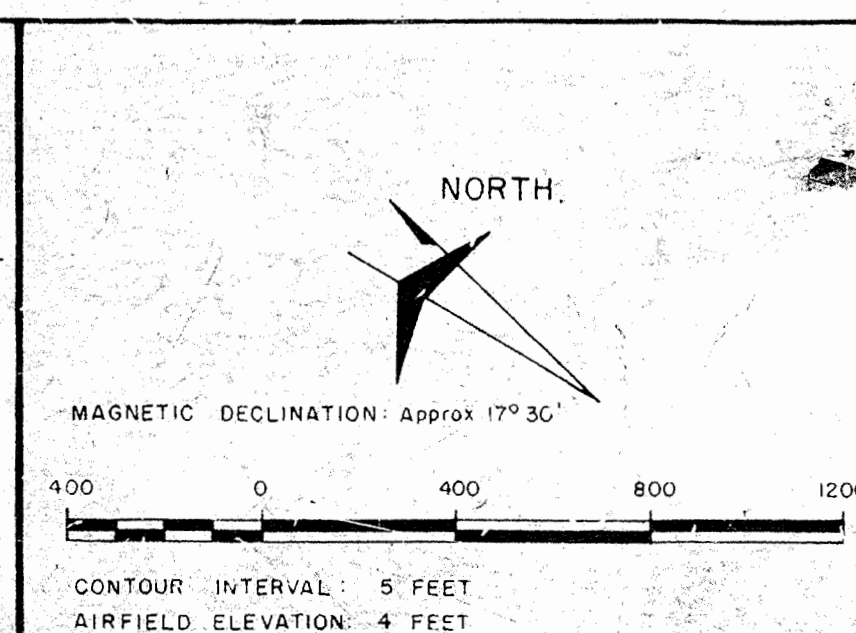 NORTH.
MAGNETIC DECLINATION: Approx 17° 30'
400 0 400 800 1200
CONTOUR INTERVAL: 5 FEET
AIRFIELD ELEVATION: 4 FEET